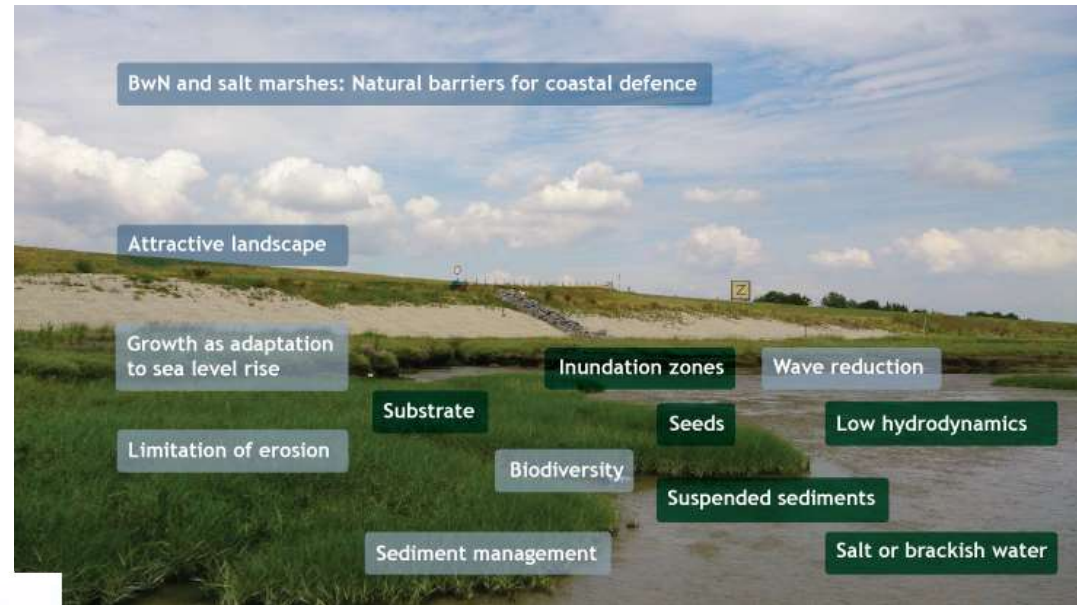 BwN and salt marshes: Natural barriers for coastal defence
Attractive landscape
Z
Growth as adaptation
to sea level rise
Inundation zones
Wave reduction
Substrate
Seeds
Low hydrodynamics
Limitation of erosion
Biodiversity
Suspended sediments
Sediment management
Salt or brackish water